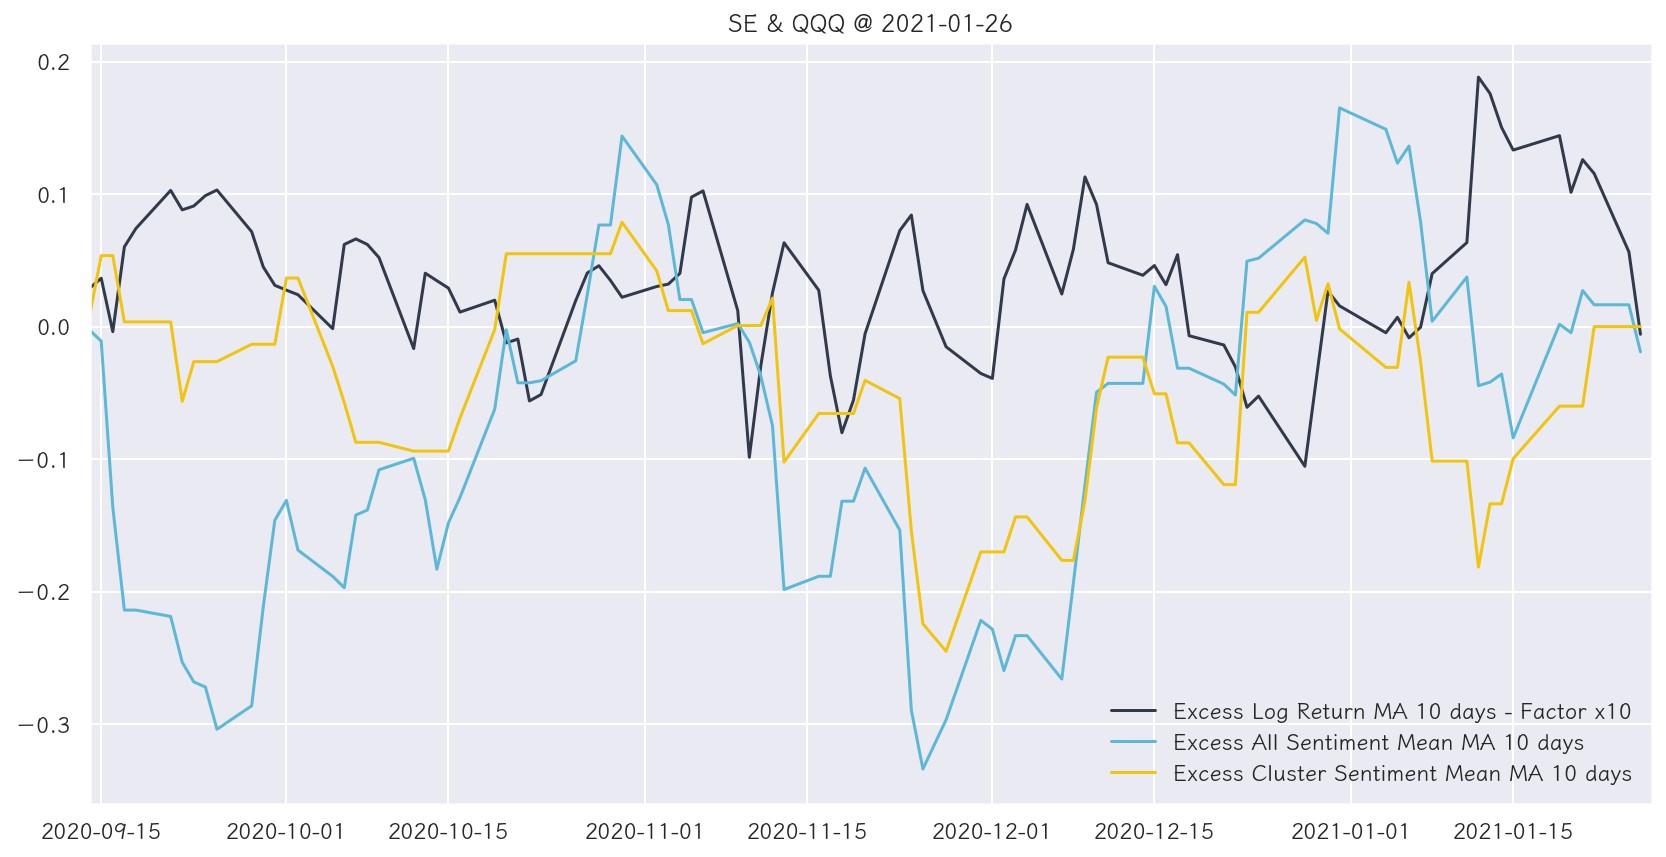 SE & QQQ @ 2021-01-26
0.2
0.1
0.0
−0.1
−0.2
−0.3
Excess Log Return MA 10 days - Factor x10
Excess All Sentiment Mean MA 10 days
Excess Cluster Sentiment Mean MA 10 days
2020-09-15 2020-10-01 2020-10-15 2020-11-01 2020-11-15 2020-12-01 2020-12-15 2021-01-01 2021-01-15